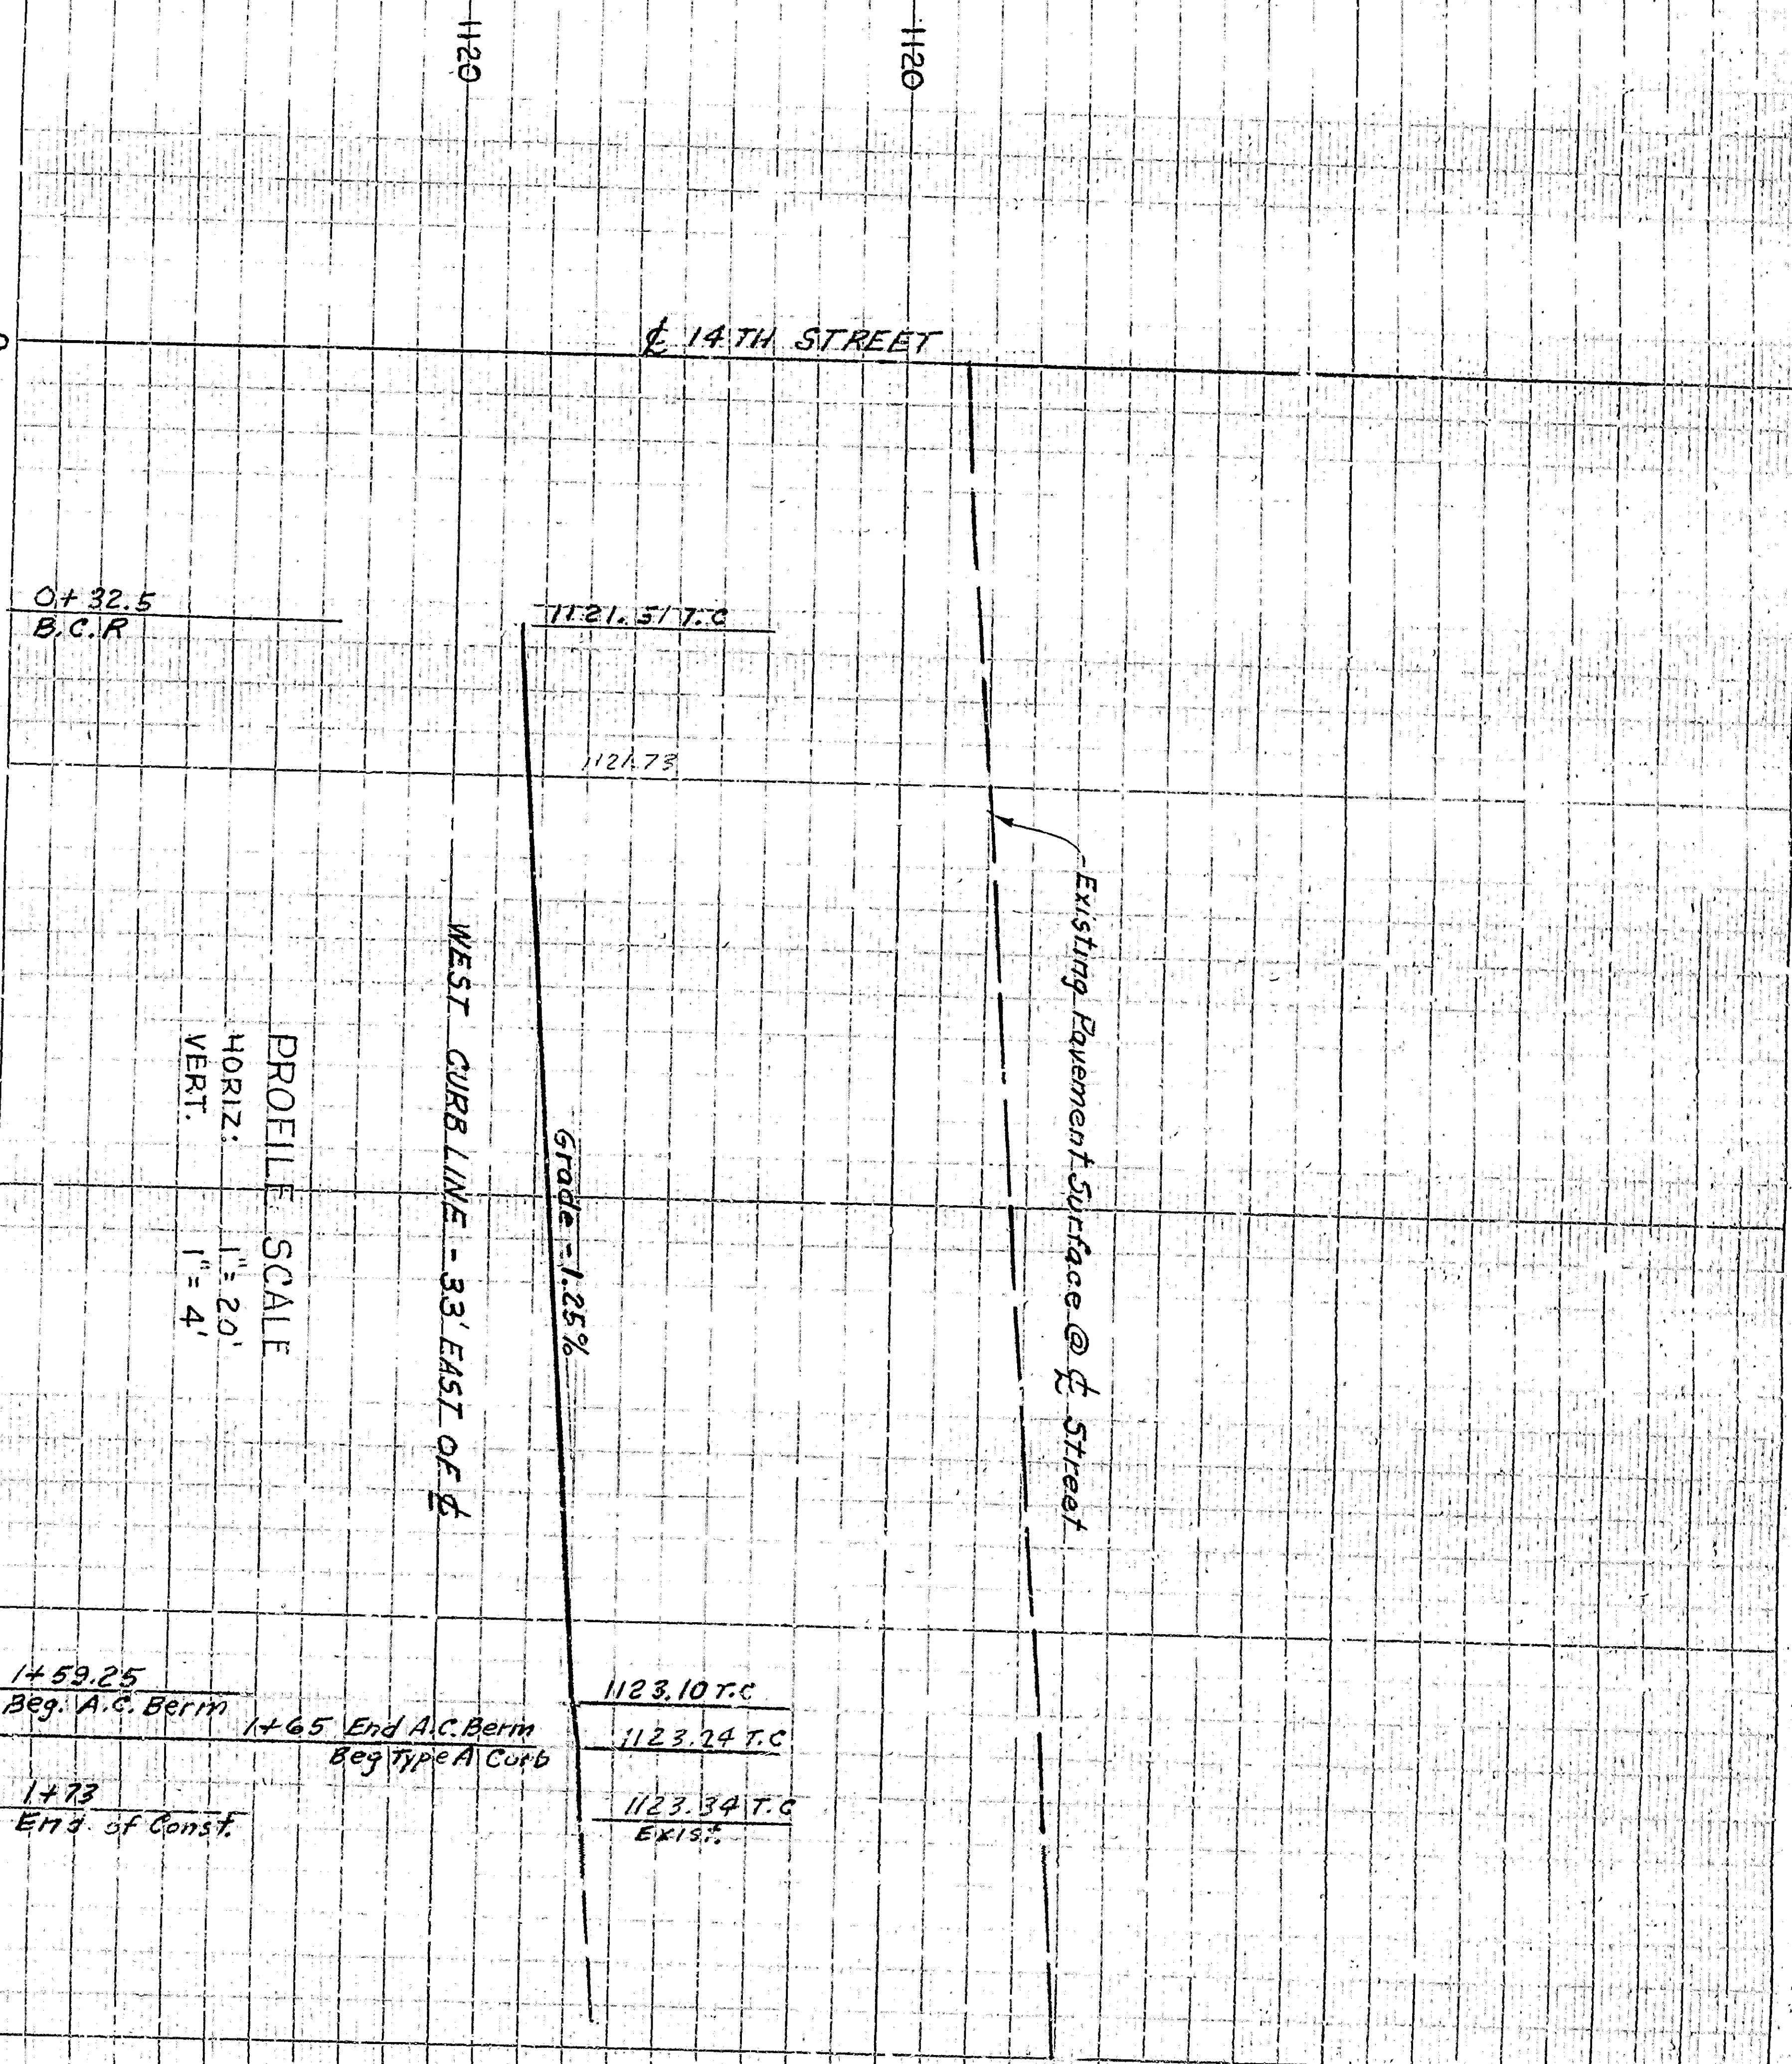 1120
1120
℄ 14TH STREET
0+32.5
B.C.R
1121.51 T.C
1121.73
Existing Pavement Surface @ ℄ Street
Grade - 1.25%
WEST CURB LINE - 33' EAST OF ℄
PROFILE SCALE
HORIZ: 1" = 20'
VERT. 1" = 4'
1+59.25
Beg. A.C. Berm
1123.10 T.C
1+65 End A.C. Berm
Beg Type A Curb
1123.24 T.C
1+73
End of Const.
1123.34 T.C
Exist.